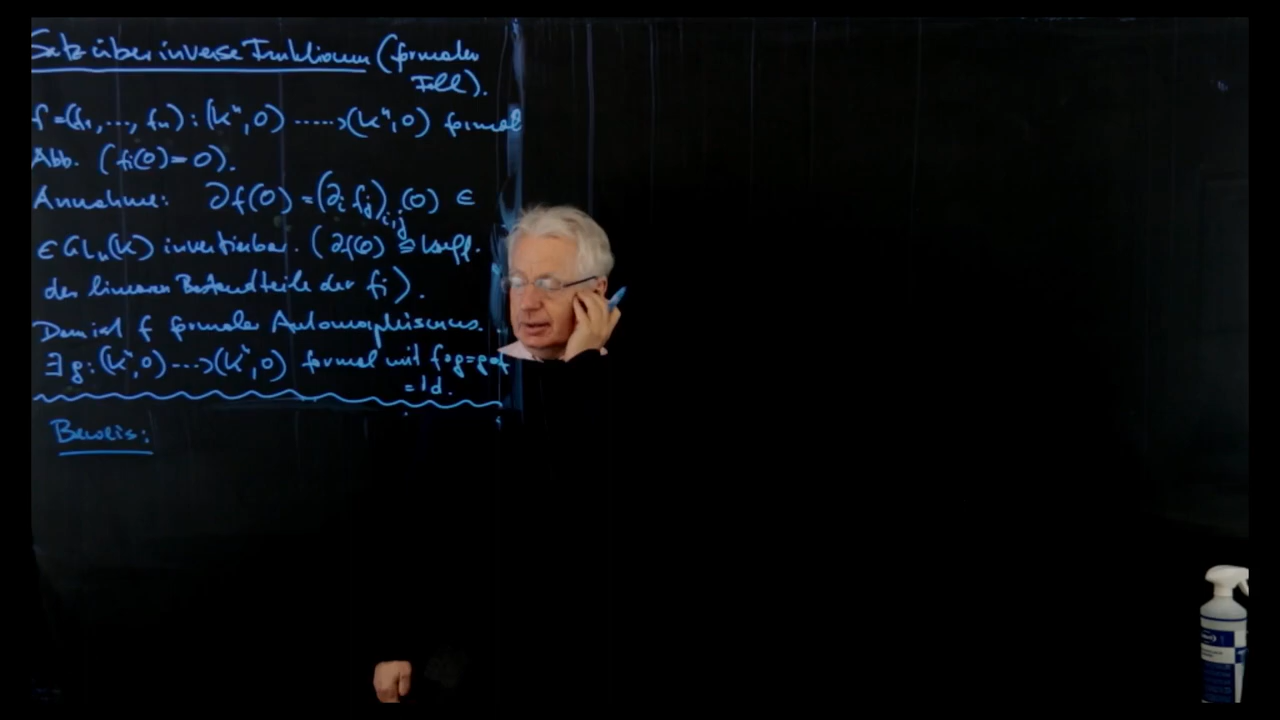 Satz über inverse Funktionen (formaler
Fall).
f = (f₁, ..., fₙ) : (kⁿ, 0) ·····> (kⁿ, 0) formal
Abb. (fᵢ(0) = 0).
Annahme: ∂f(0) = (∂ᵢ fⱼ)ᵢ,ⱼ (0) ∈
∈ GLₙ(k) invertierbar. (∂f(0) ≅ Koeff.
der linearen Bestandteile der fᵢ).
Dann ist f formaler Automorphismus.
∃ g : (kⁿ, 0) ---> (kⁿ, 0) formal mit f∘g = g∘f
= Id.
Beweis: